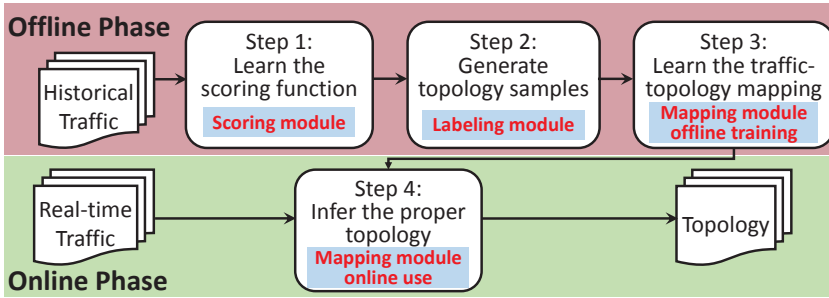 Offline Phase
Historical
Traffic
Step 1:
Learn the
scoring function
Scoring module
Step 2:
Generate
topology samples
Labeling module
Step 3:
Learn the traffic-
topology mapping
Mapping module
offline training
Real-time
Traffic
Online Phase
Step 4:
Infer the proper
topology
Mapping module
online use
Topology